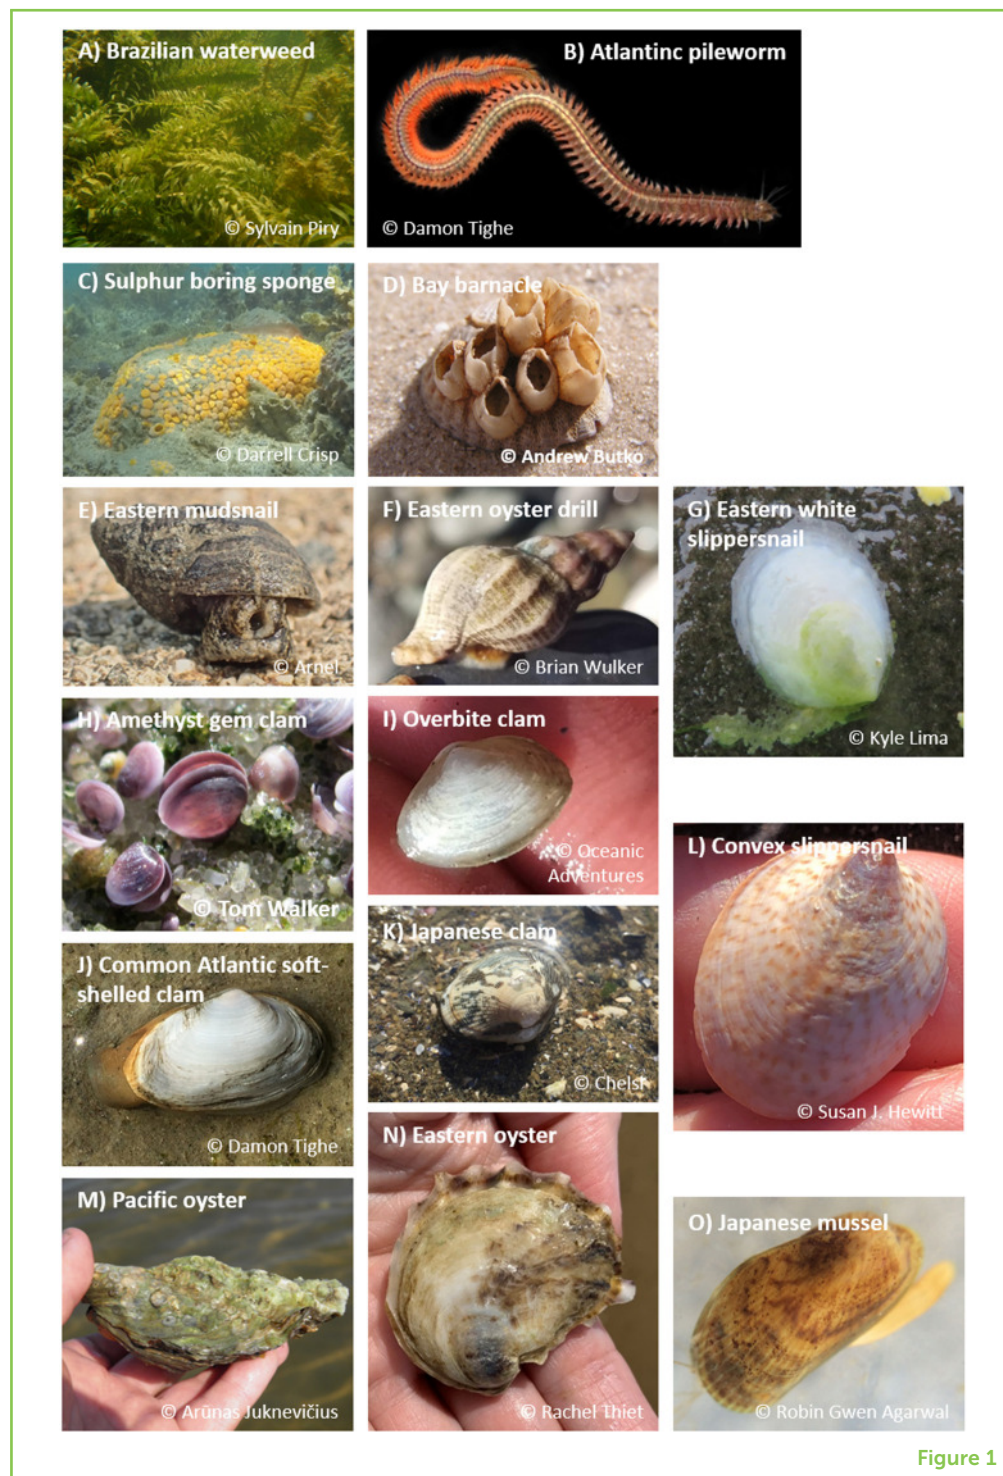 A) Brazilian waterweed
© Sylvain Piry
B) Atlantinc pileworm
© Damon Tighe
C) Sulphur boring sponge
© Darrell Crisp
D) Bay barnacle
© Andrew Butko
E) Eastern mudsnail
© Arnel
F) Eastern oyster drill
© Brian Wulker
G) Eastern white
slippersnail
© Kyle Lima
H) Amethyst gem clam
© Tom Walker
I) Overbite clam
© Oceanic
Adventures
J) Common Atlantic soft-
shelled clam
© Damon Tighe
K) Japanese clam
© Chelsi
L) Convex slippersnail
© Susan J. Hewitt
M) Pacific oyster
© Arūnas Juknevičius
N) Eastern oyster
© Rachel Thiet
O) Japanese mussel
© Robin Gwen Agarwal
Figure 1